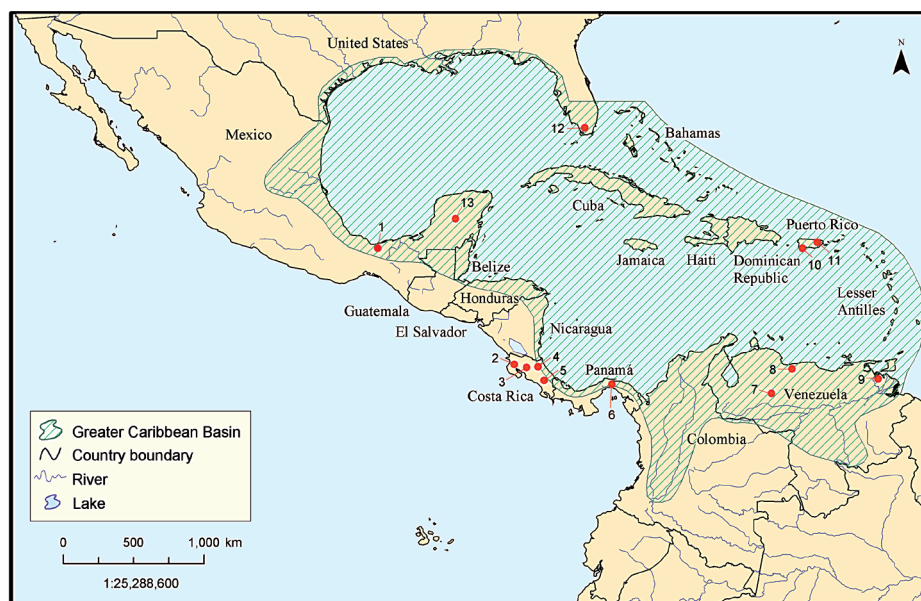 N
United States
Mexico
12
Bahamas
13
1
Cuba
Puerto Rico
Belize
Jamaica
Haiti
Dominican
Republic
10
11
Lesser
Antilles
Guatemala
Honduras
El Salvador
Nicaragua
2
3
4
5
Costa Rica
Panamá
6
7
8
9
Venezuela
Colombia
Greater Caribbean Basin
Country boundary
River
Lake
0 500 1,000 km
1:25,288,600